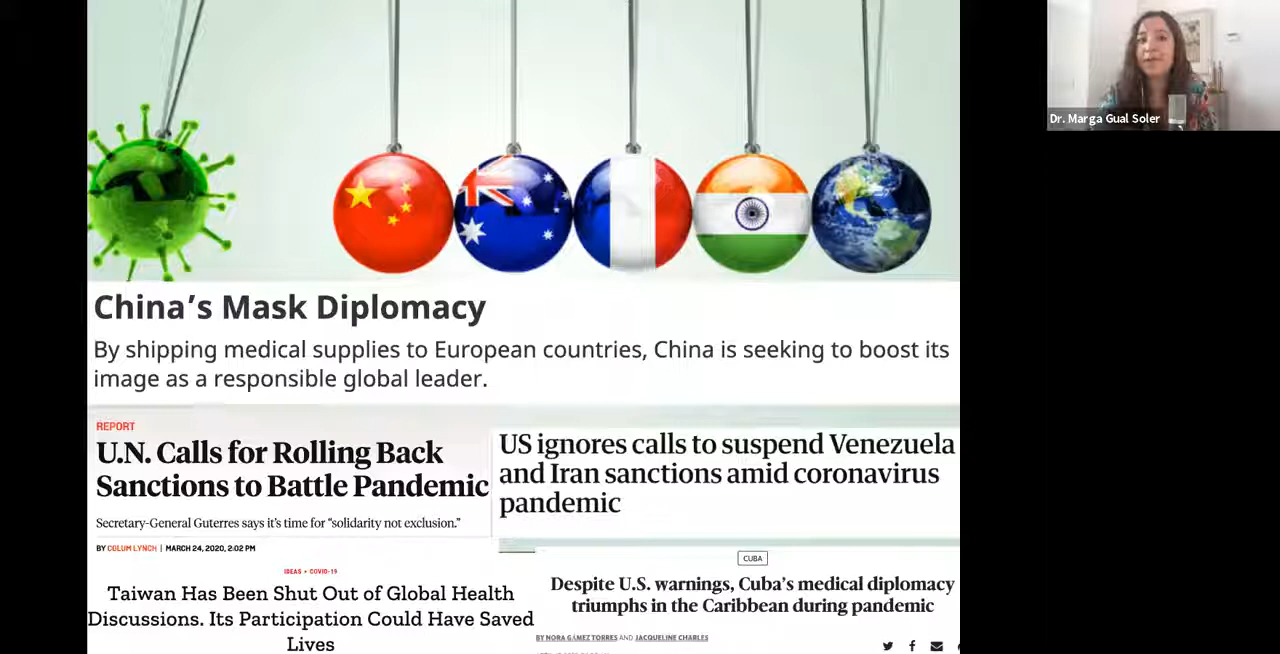 Dr. Marga Gual Soler
China's Mask Diplomacy
By shipping medical supplies to European countries, China is seeking to boost its
image as a responsible global leader.
REPORT
U.N. Calls for Rolling Back
Sanctions to Battle Pandemic
Secretary-General Guterres says it's time for "solidarity not exclusion."
BY COLUM LYNCH | MARCH 24, 2020, 2:02 PM
US ignores calls to suspend Venezuela
and Iran sanctions amid coronavirus
pandemic
IDEAS • COVID-19
Taiwan Has Been Shut Out of Global Health
Discussions. Its Participation Could Have Saved
Lives
CUBA
Despite U.S. warnings, Cuba's medical diplomacy
triumphs in the Caribbean during pandemic
BY NORA GÁMEZ TORRES AND JACQUELINE CHARLES